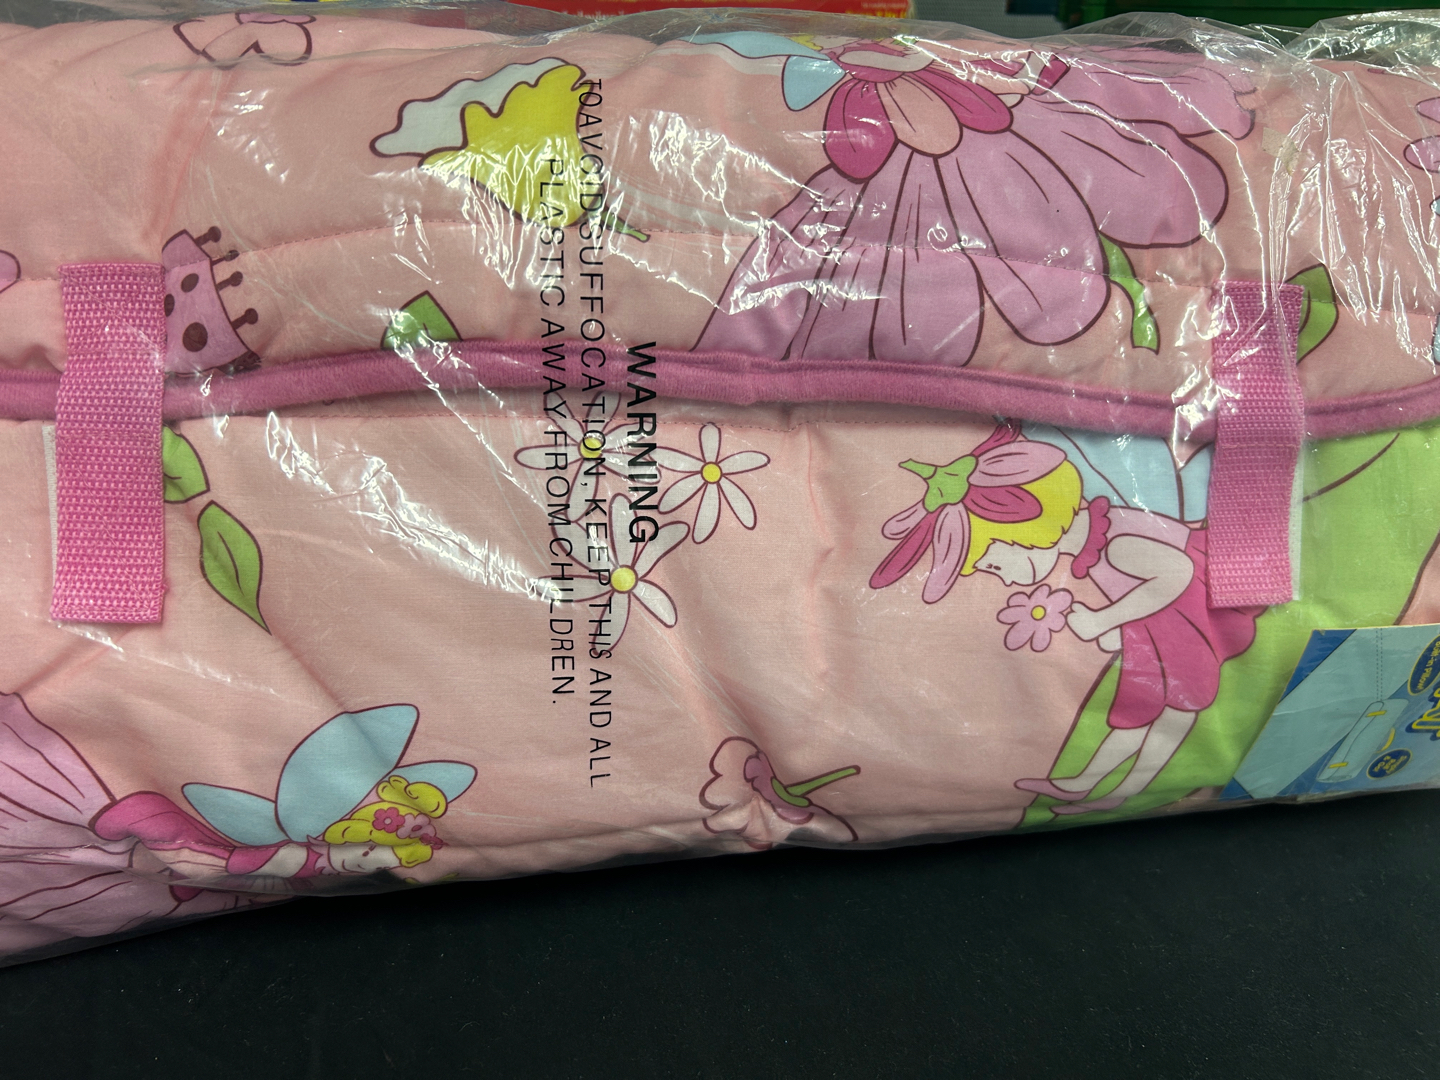 WARNING
TO AVOID SUFFOCATION, KEEP THIS AND ALL
PLASTIC AWAY FROM CHILDREN.